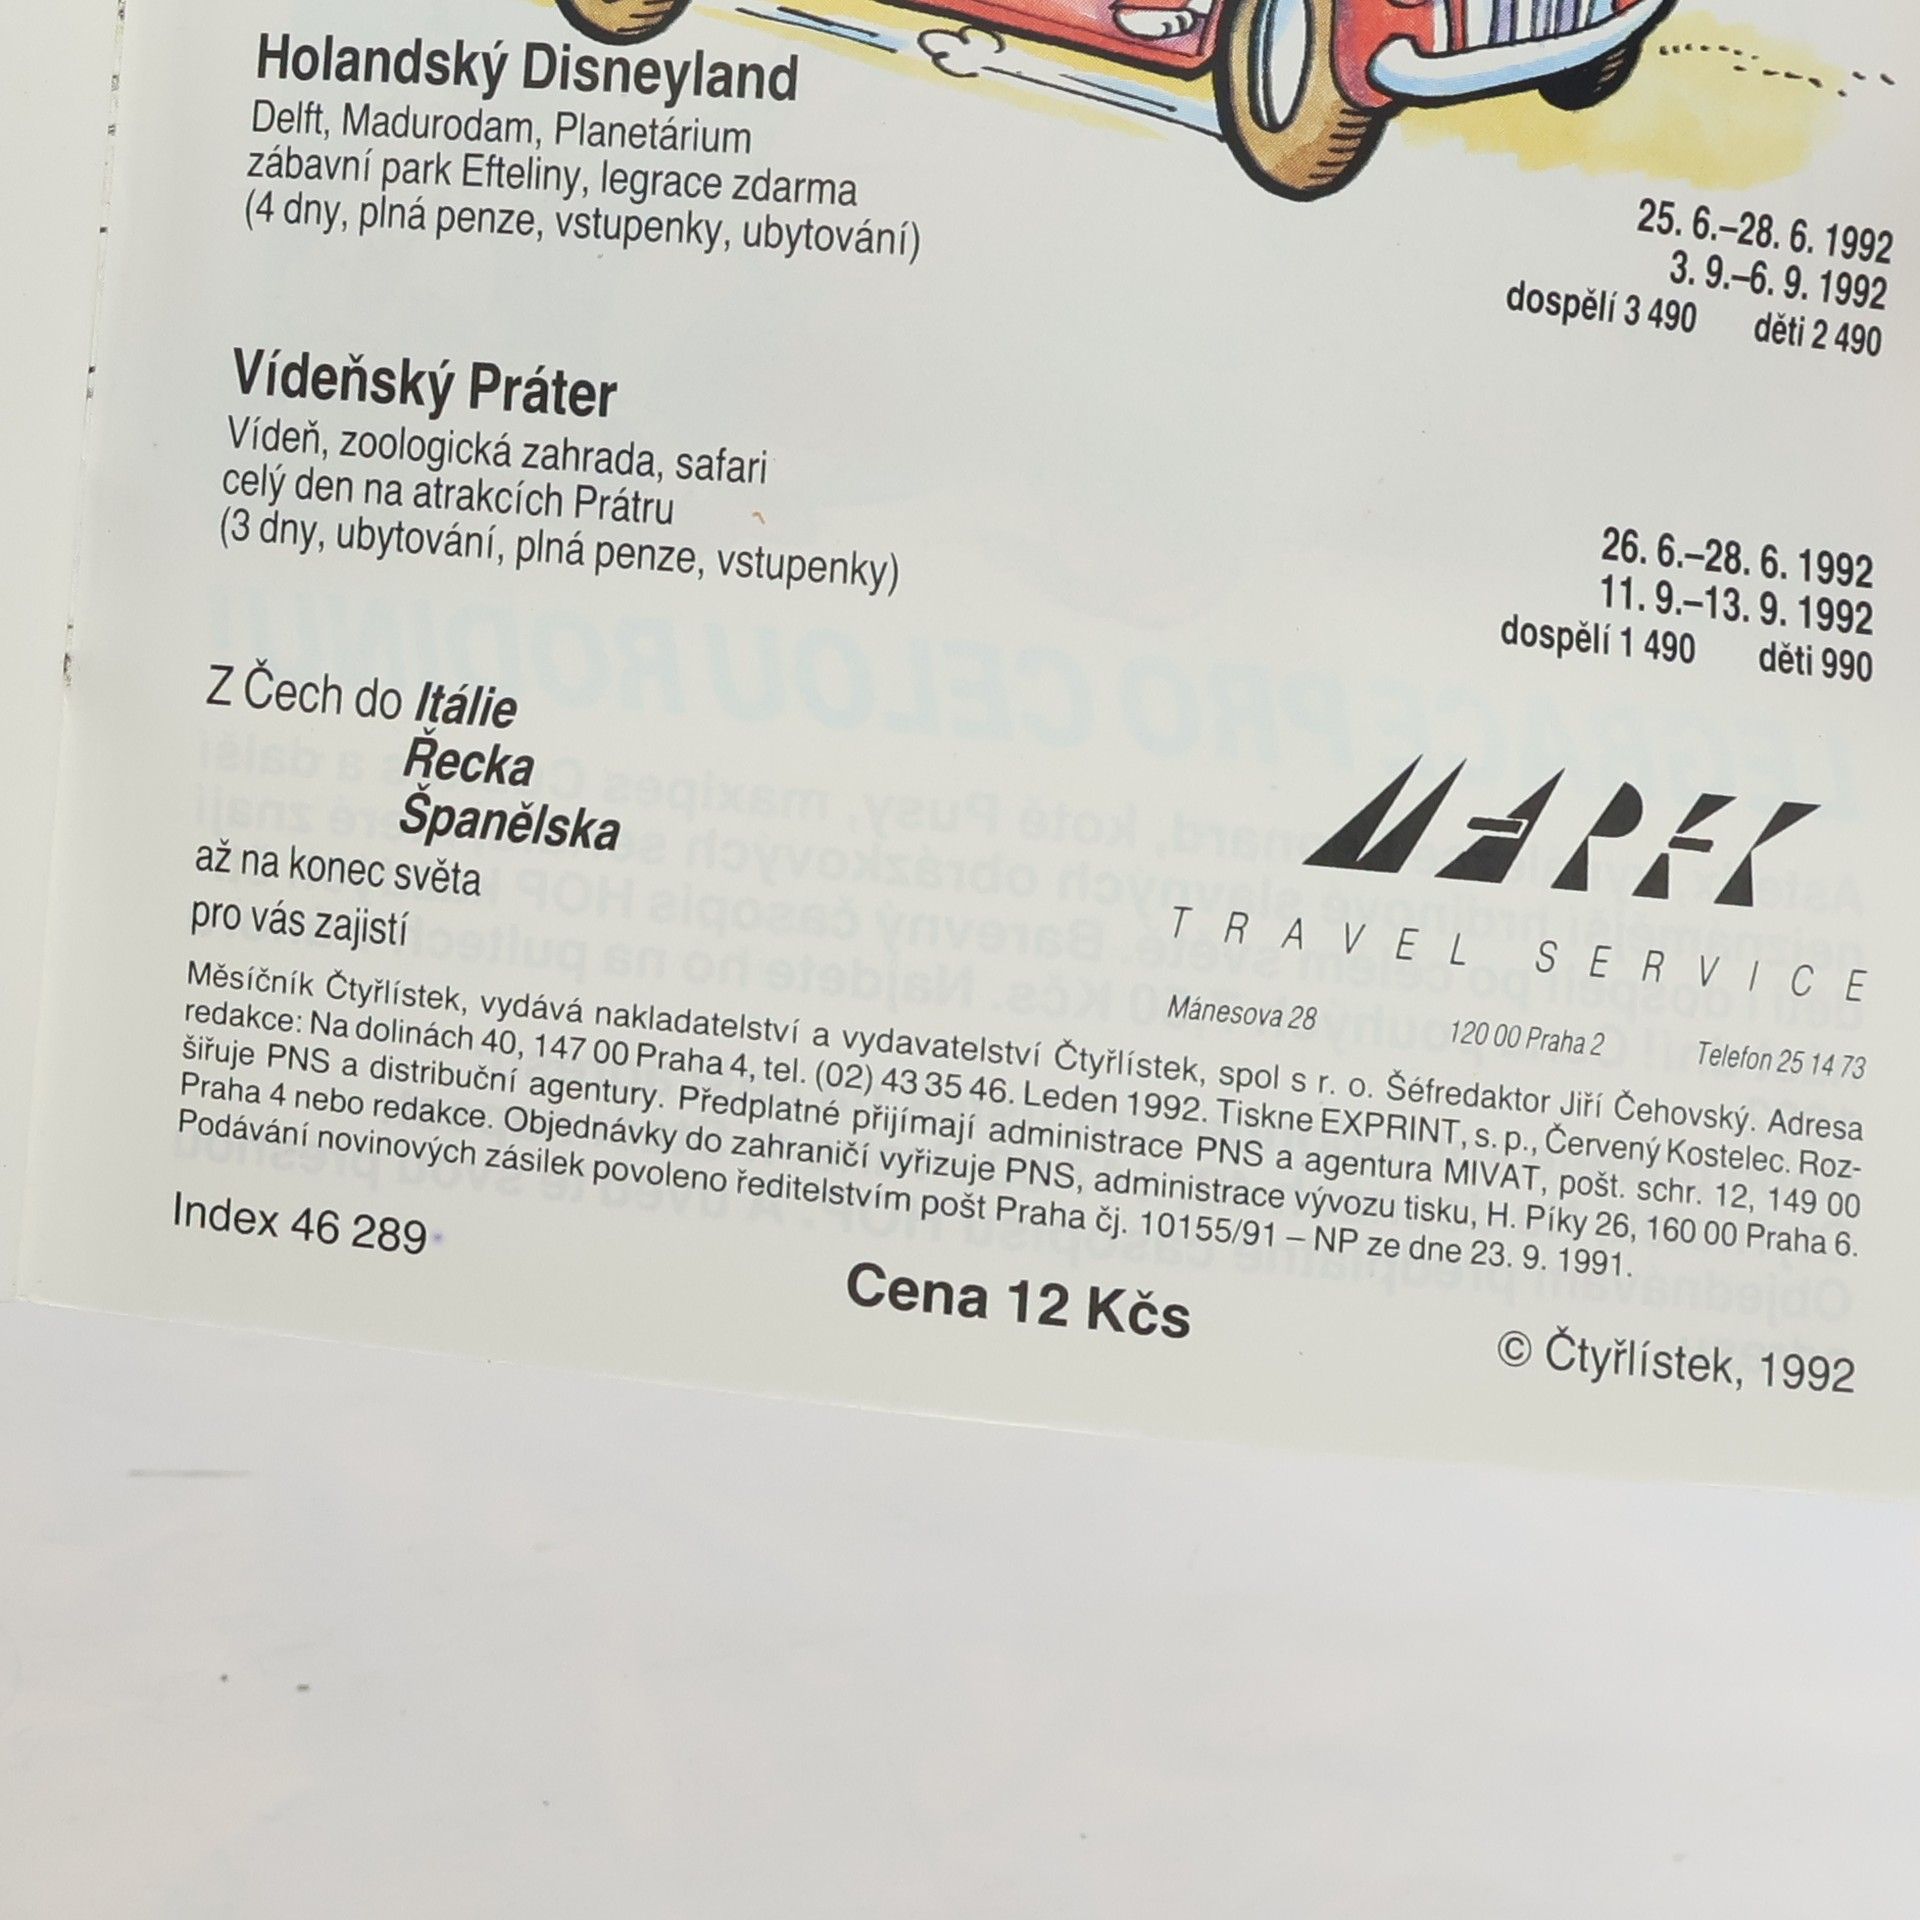 Holandský Disneyland
Delft, Madurodam, Planetárium
zábavní park Efteliny, legrace zdarma
(4 dny, plná penze, vstupenky, ubytování)
25. 6.–28. 6. 1992
3. 9.–6. 9. 1992
dospělí 3 490 děti 2 490
Vídeňský Práter
Vídeň, zoologická zahrada, safari
celý den na atrakcích Prátru
(3 dny, ubytování, plná penze, vstupenky)
26. 6.–28. 6. 1992
11. 9.–13. 9. 1992
dospělí 1 490 děti 990
Z Čech do Itálie
Řecka
Španělska
až na konec světa
pro vás zajistí
MAREK
TRAVEL SERVICE
Mánesova 28 120 00 Praha 2 Telefon 25 14 73
Měsíčník Čtyřlístek, vydává nakladatelství a vydavatelství Čtyřlístek, spol s r. o. Šéfredaktor Jiří Čehovský. Adresa
redakce: Na dolinách 40, 147 00 Praha 4, tel. (02) 43 35 46. Leden 1992. Tiskne EXPRINT, s. p., Červený Kostelec. Roz-
šiřuje PNS a distribuční agentury. Předplatné přijímají administrace PNS a agentura MIVAT, pošt. schr. 12, 149 00
Praha 4 nebo redakce. Objednávky do zahraničí vyřizuje PNS, administrace vývozu tisku, H. Píky 26, 160 00 Praha 6.
Podávání novinových zásilek povoleno ředitelstvím pošt Praha čj. 10155/91 – NP ze dne 23. 9. 1991.
Index 46 289
Cena 12 Kčs
© Čtyřlístek, 1992